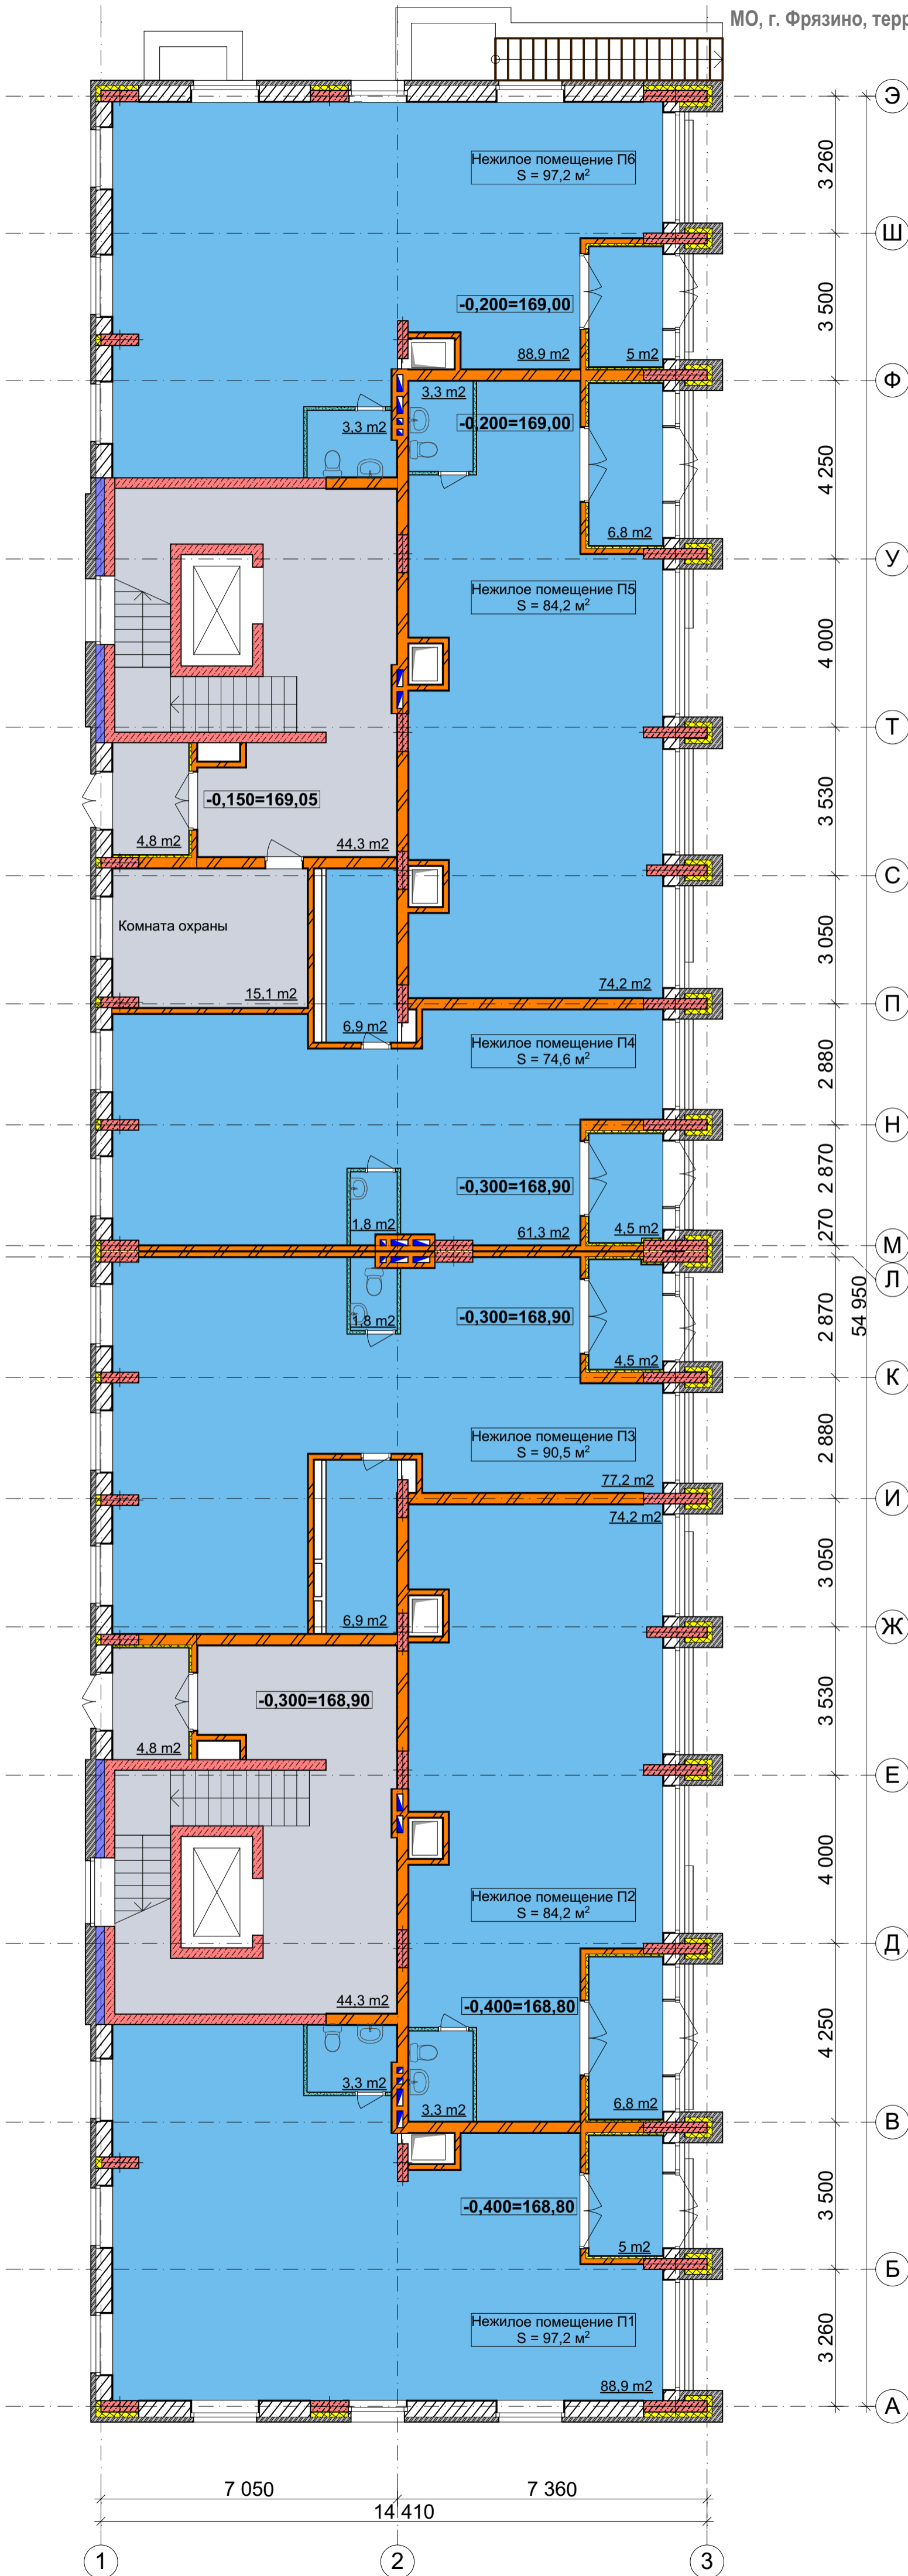 МО, г. Фрязино, терр
Э
3 260
Нежилое помещение П6
S = 97,2 м²
Ш
3 500
-0,200=169,00
88,9 m2
5 m2
Ф
3,3 m2
3,3 m2
-0,200=169,00
4 250
6,8 m2
У
Нежилое помещение П5
S = 84,2 м²
4 000
Т
-0,150=169,05
3 530
4,8 m2
44,3 m2
С
Комната охраны
3 050
74,2 m2
15,1 m2
П
6,9 m2
Нежилое помещение П4
S = 74,6 м²
2 880
Н
2 870
-0,300=168,90
1,8 m2
61,3 m2
4,5 m2
270
М
Л
54 950
1,8 m2
-0,300=168,90
2 870
4,5 m2
К
Нежилое помещение П3
S = 90,5 м²
2 880
77,2 m2
И
74,2 m2
3 050
6,9 m2
Ж
-0,300=168,90
3 530
4,8 m2
Е
4 000
Нежилое помещение П2
S = 84,2 м²
Д
44,3 m2
-0,400=168,80
4 250
3,3 m2
3,3 m2
6,8 m2
В
-0,400=168,80
3 500
5 m2
Б
Нежилое помещение П1
S = 97,2 м²
3 260
88,9 m2
А
7 050
7 360
14 410
1
2
3